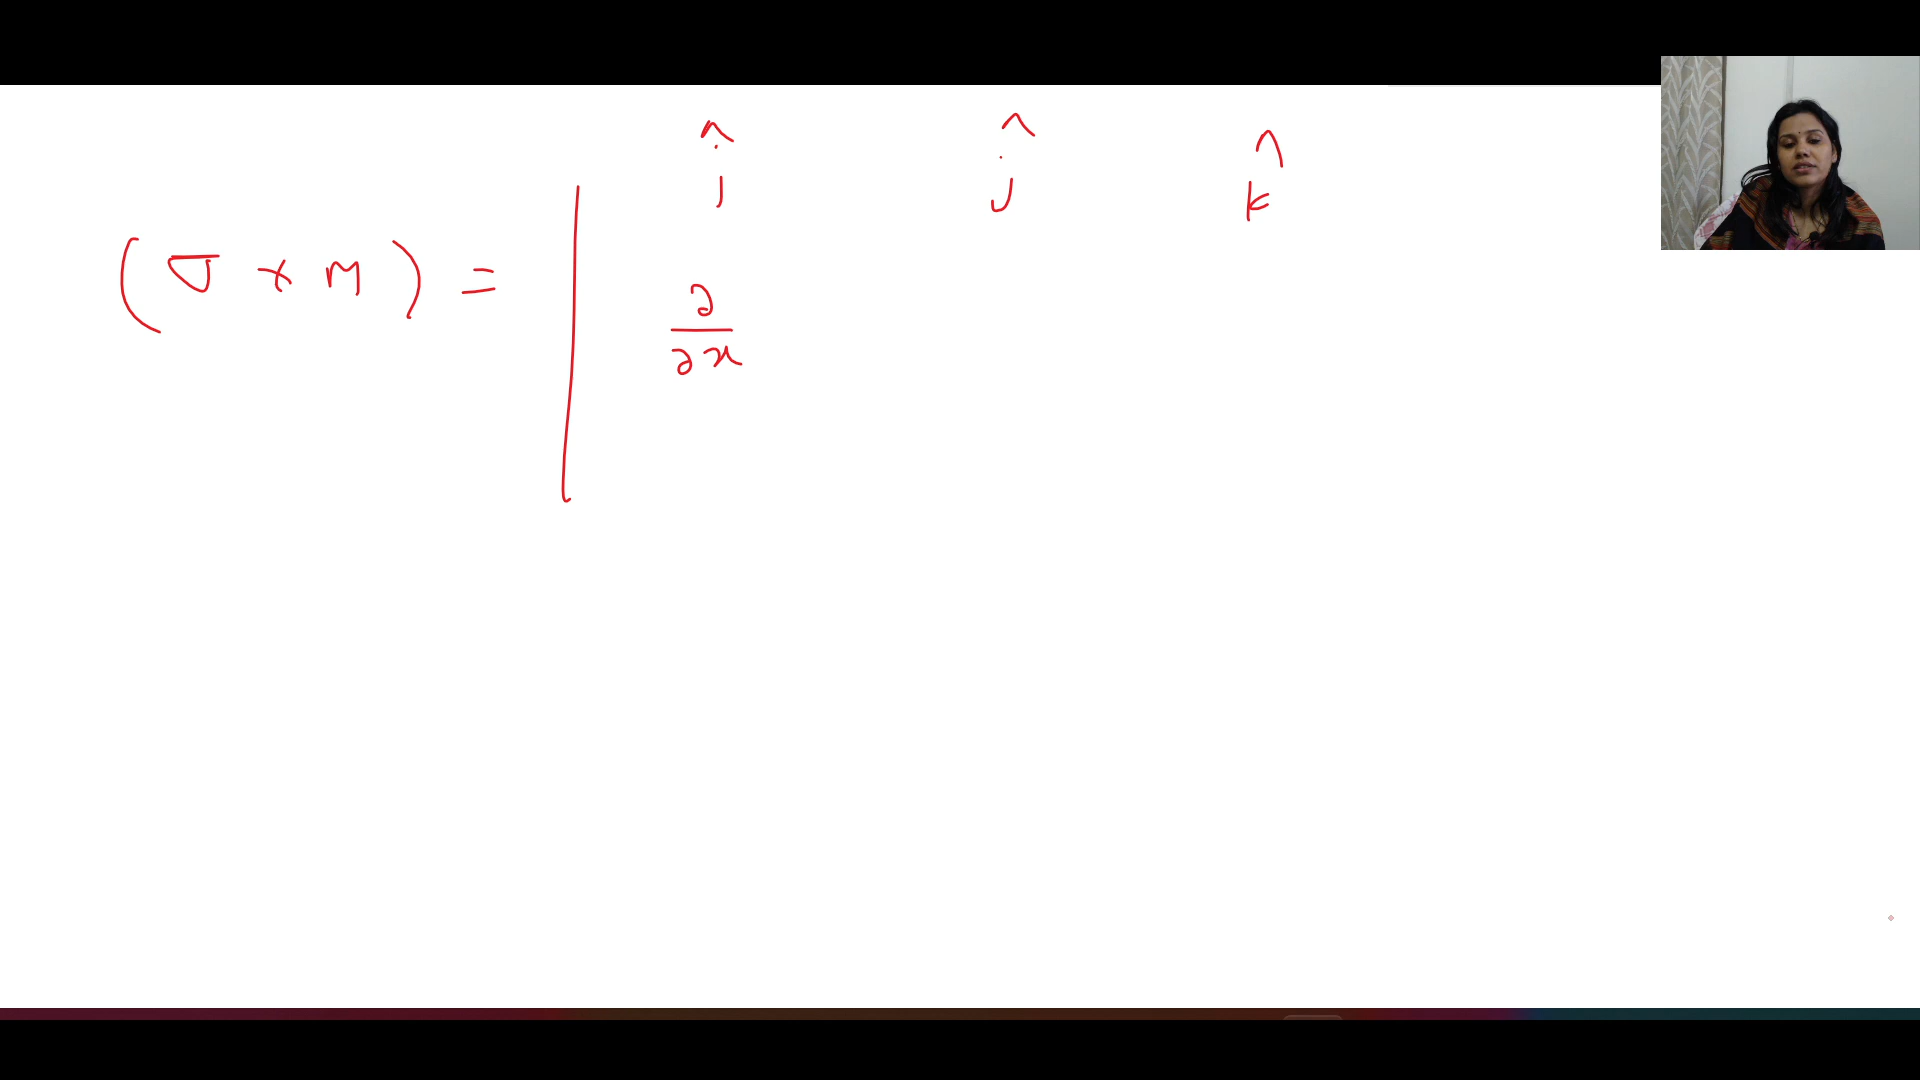 î ĵ k̂
(∇ × M) = |
∂/∂x